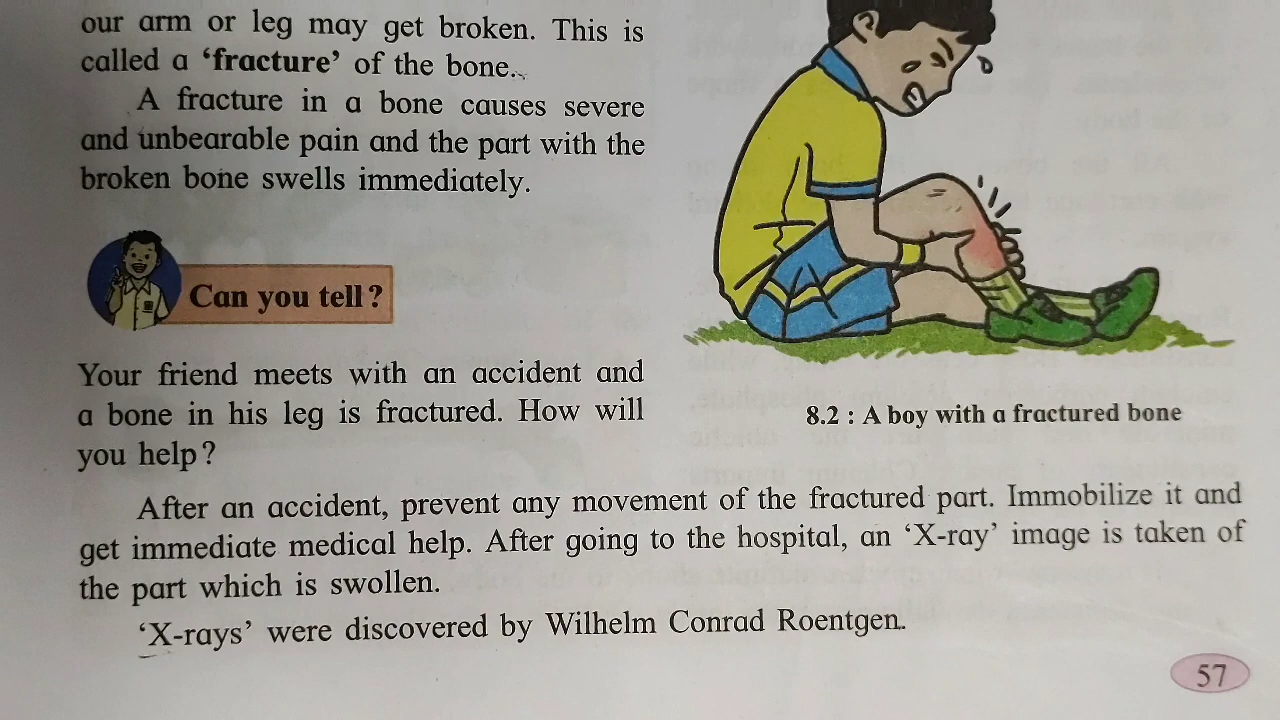 our arm or leg may get broken. This is
called a ‘fracture’ of the bone.
A fracture in a bone causes severe
and unbearable pain and the part with the
broken bone swells immediately.
Can you tell?
Your friend meets with an accident and
a bone in his leg is fractured. How will
you help?
8.2 : A boy with a fractured bone
After an accident, prevent any movement of the fractured part. Immobilize it and
get immediate medical help. After going to the hospital, an ‘X-ray’ image is taken of
the part which is swollen.
‘X-rays’ were discovered by Wilhelm Conrad Roentgen.
57